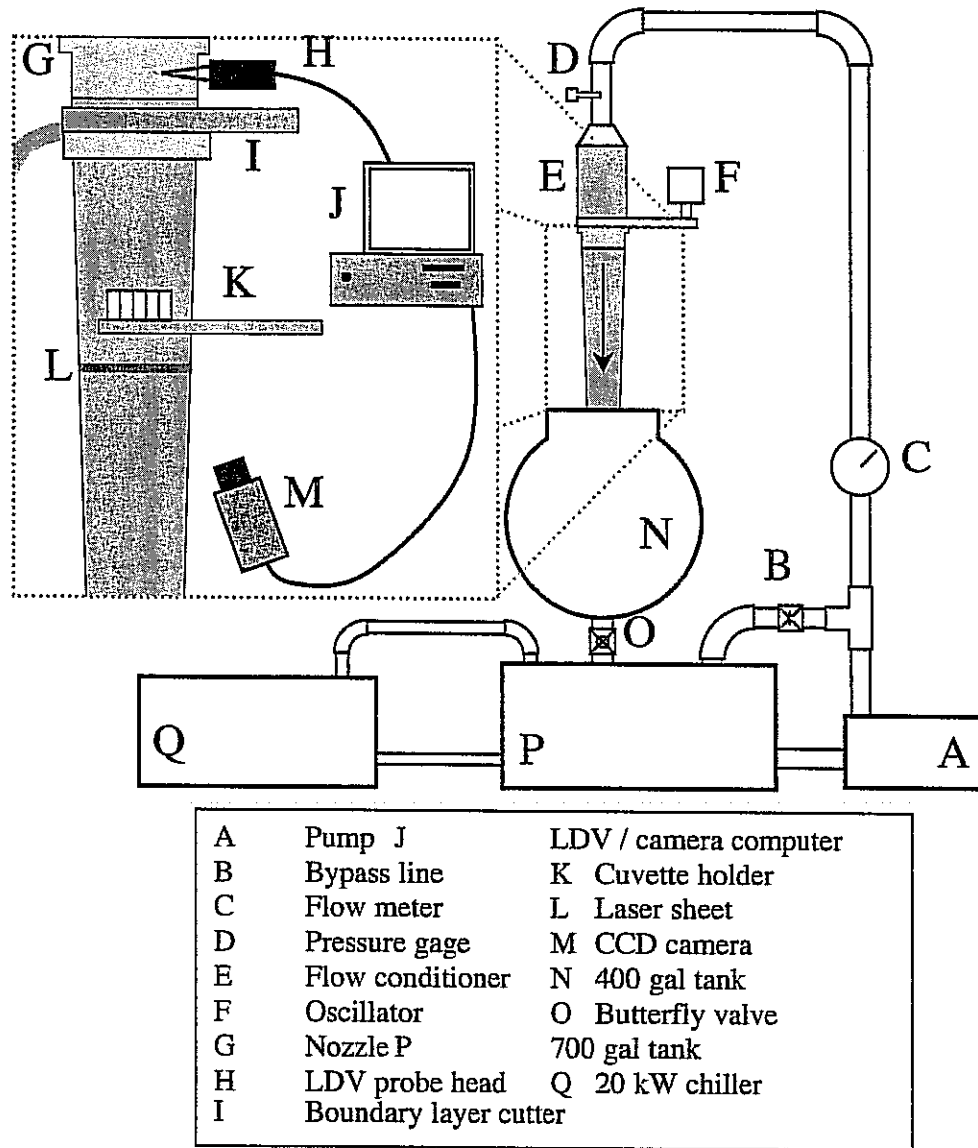 G
H
D
I
E
F
J
K
L
C
M
N
B
O
Q
P
A
A Pump J LDV / camera computer
B Bypass line K Cuvette holder
C Flow meter L Laser sheet
D Pressure gage M CCD camera
E Flow conditioner N 400 gal tank
F Oscillator O Butterfly valve
G Nozzle P 700 gal tank
H LDV probe head Q 20 kW chiller
I Boundary layer cutter